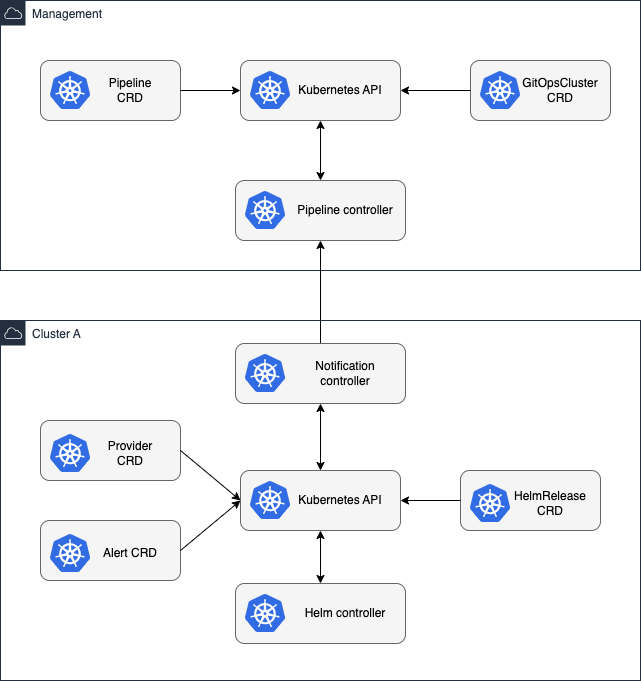 Management
Pipeline
CRD
Kubernetes API
GitOpsCluster
CRD
Pipeline controller
Cluster A
Notification
controller
Provider
CRD
Kubernetes API
HelmRelease
CRD
Alert CRD
Helm controller